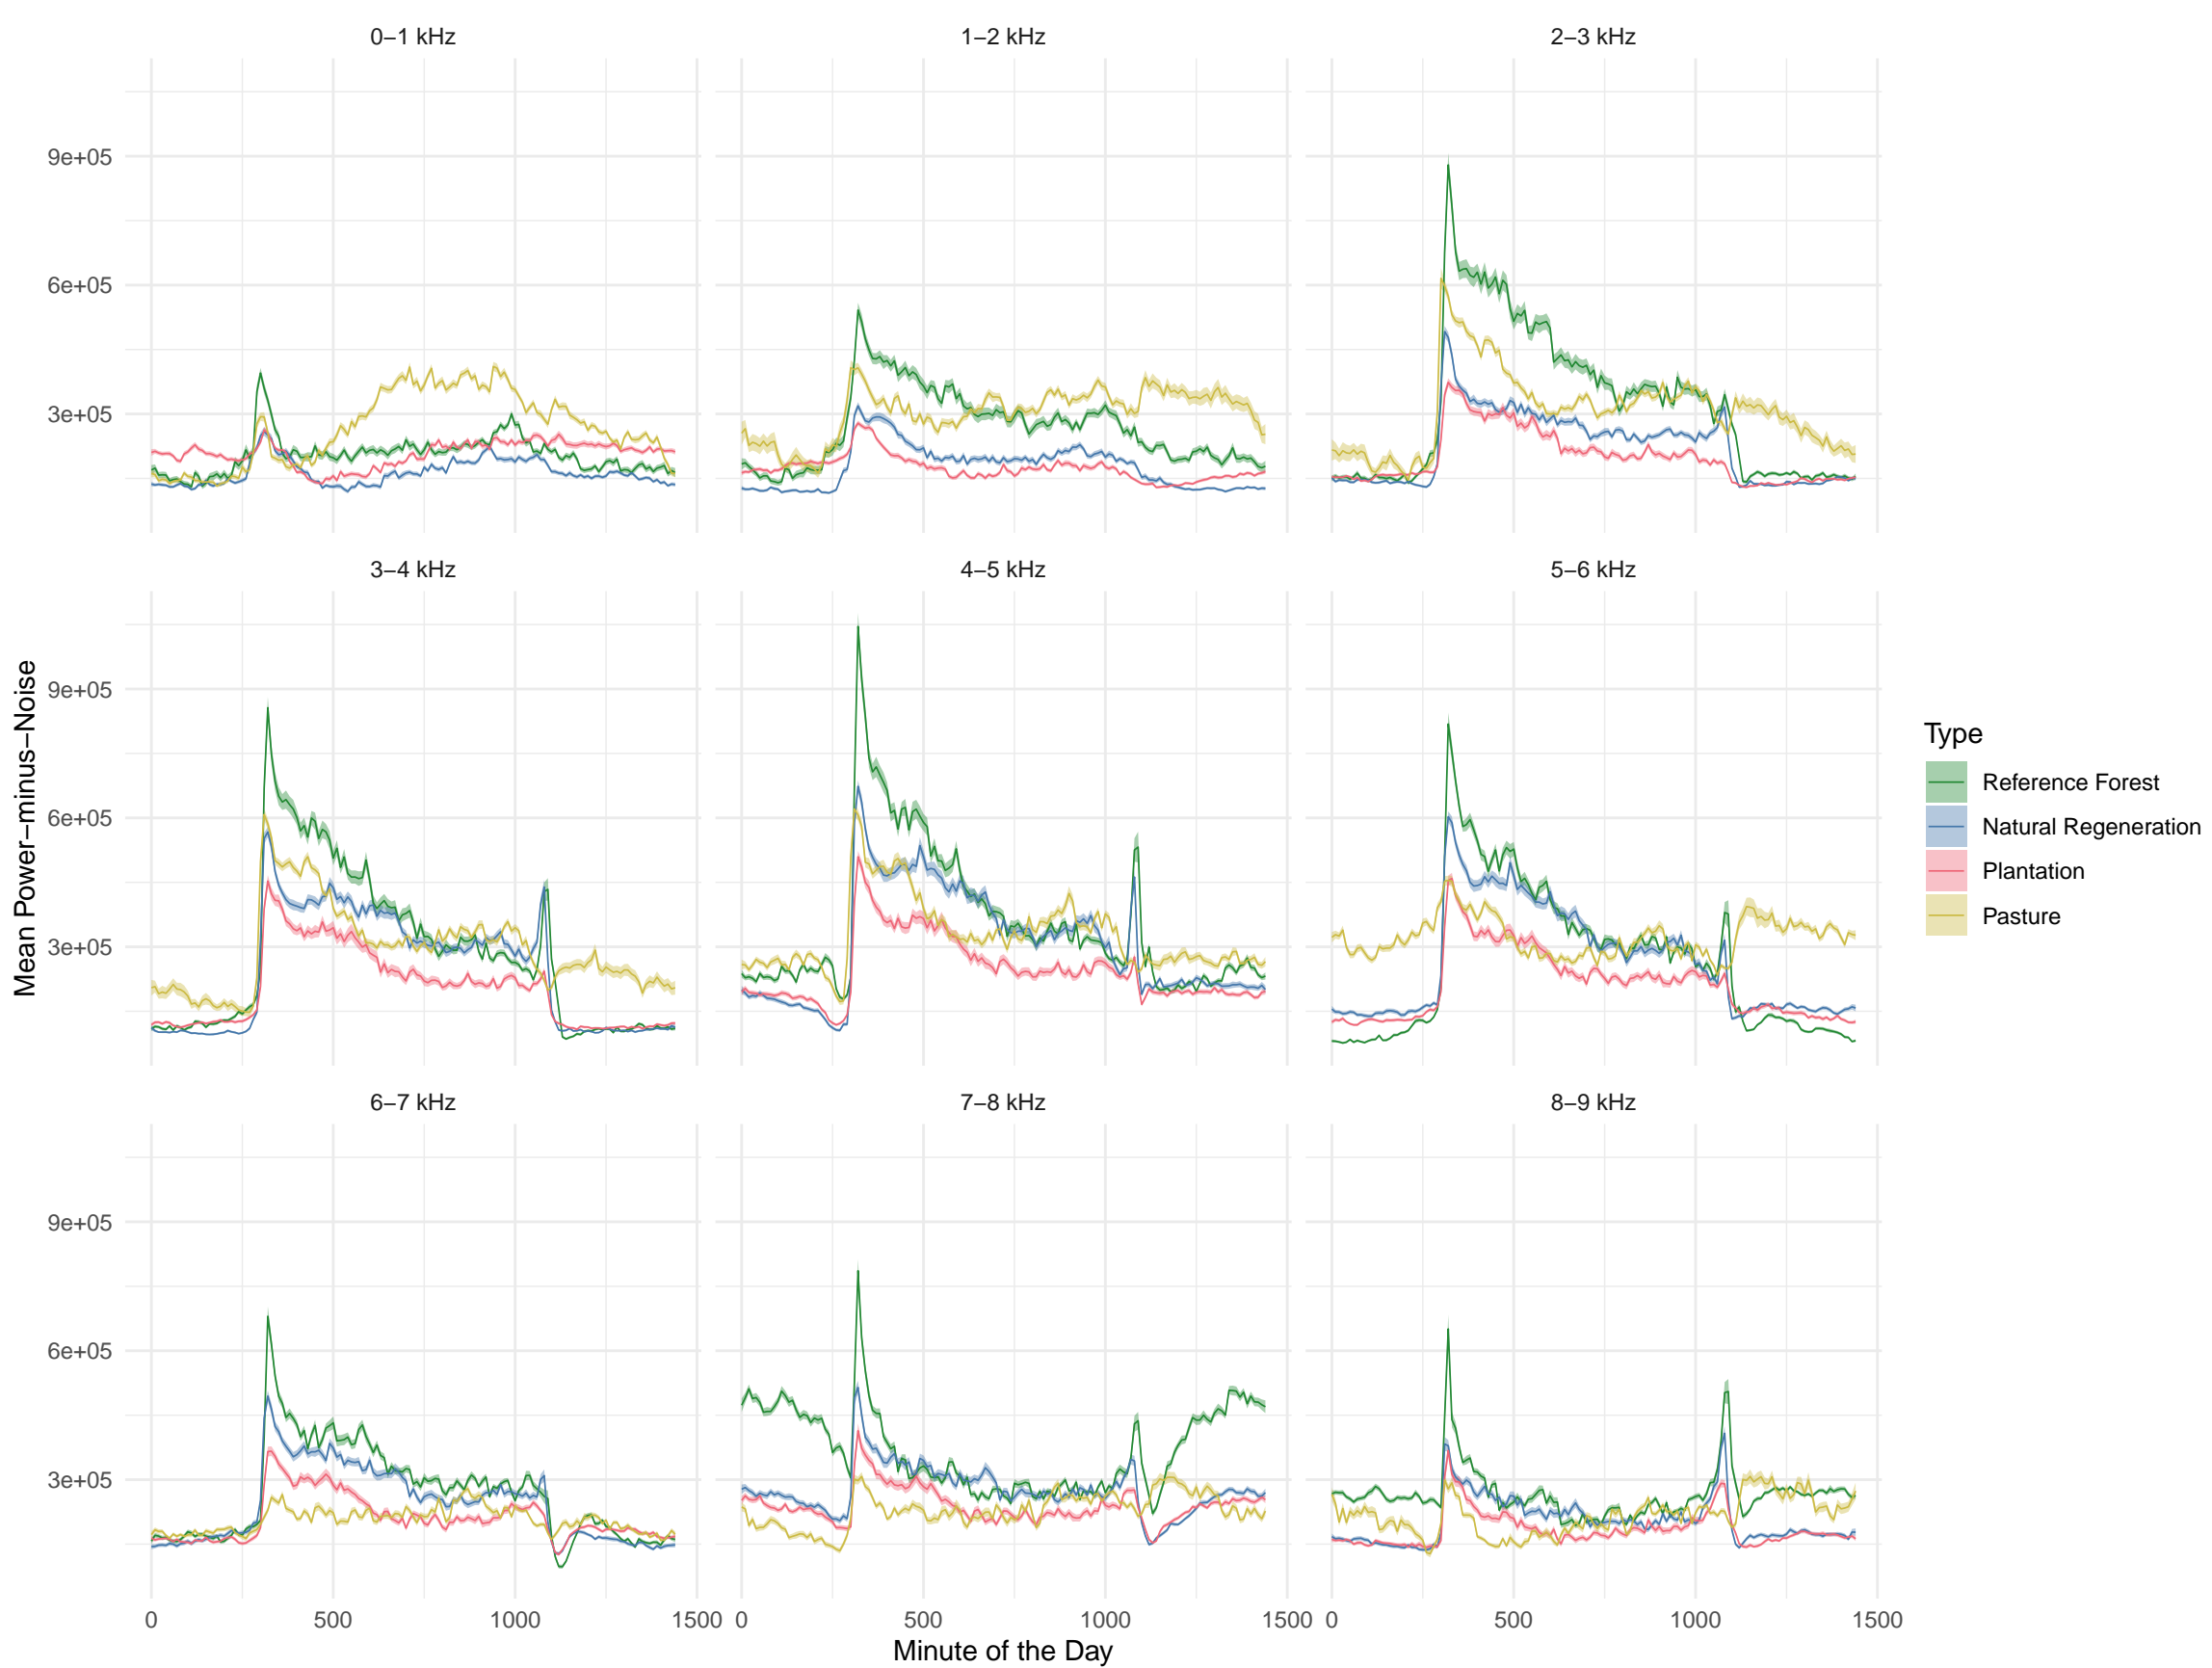 0−1 kHz
1−2 kHz
2−3 kHz
9e+05
6e+05
3e+05
3−4 kHz
4−5 kHz
5−6 kHz
9e+05
6e+05
3e+05
6−7 kHz
7−8 kHz
8−9 kHz
9e+05
6e+05
3e+05
0 500 1000 1500
0 500 1000 1500
0 500 1000 1500
Minute of the Day
Mean Power−minus−Noise
Type
Reference Forest
Natural Regeneration
Plantation
Pasture